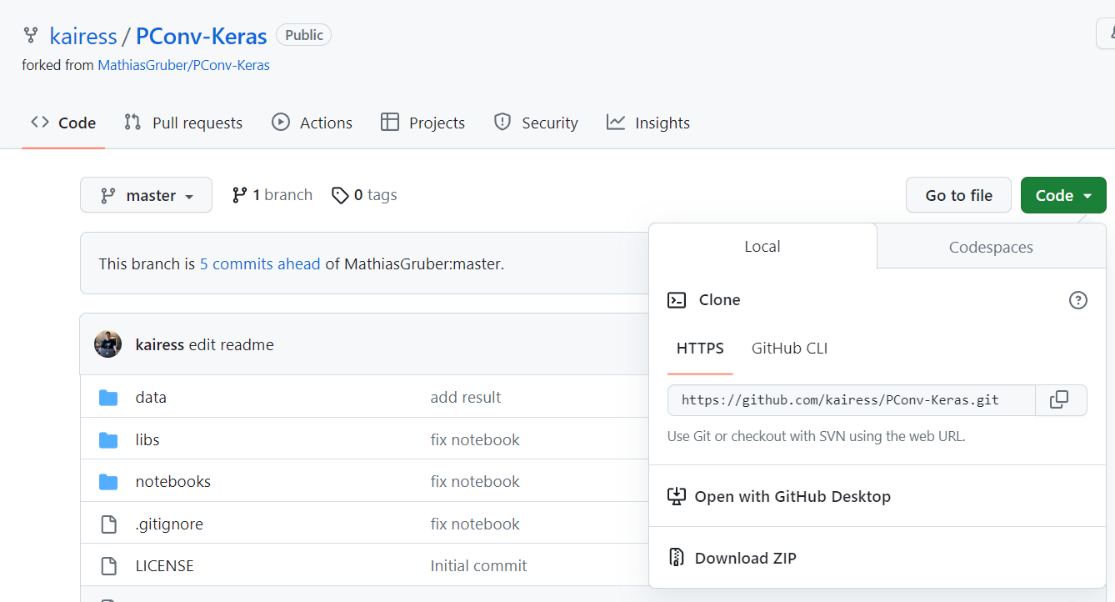 kairess / PConv-Keras Public
forked from MathiasGruber/PConv-Keras
Code Pull requests Actions Projects Security Insights
master 1 branch 0 tags Go to file Code
This branch is 5 commits ahead of MathiasGruber:master.
kairess edit readme
data add result
libs fix notebook
notebooks fix notebook
.gitignore fix notebook
LICENSE Initial commit
Local Codespaces
Clone
HTTPS GitHub CLI
https://github.com/kairess/PConv-Keras.git
Use Git or checkout with SVN using the web URL.
Open with GitHub Desktop
Download ZIP